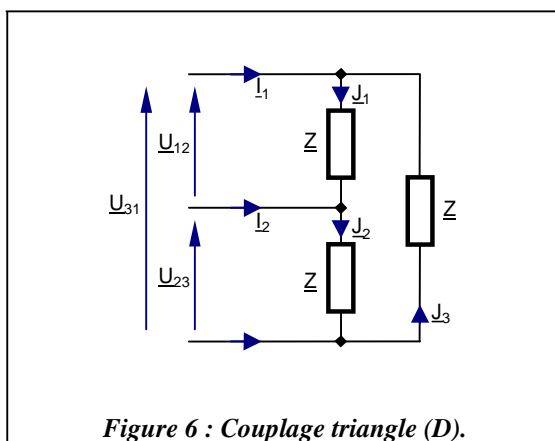 I1
J1
U12
Z
U31
Z
I2
J2
U23
Z
J3
Figure 6 : Couplage triangle (D).